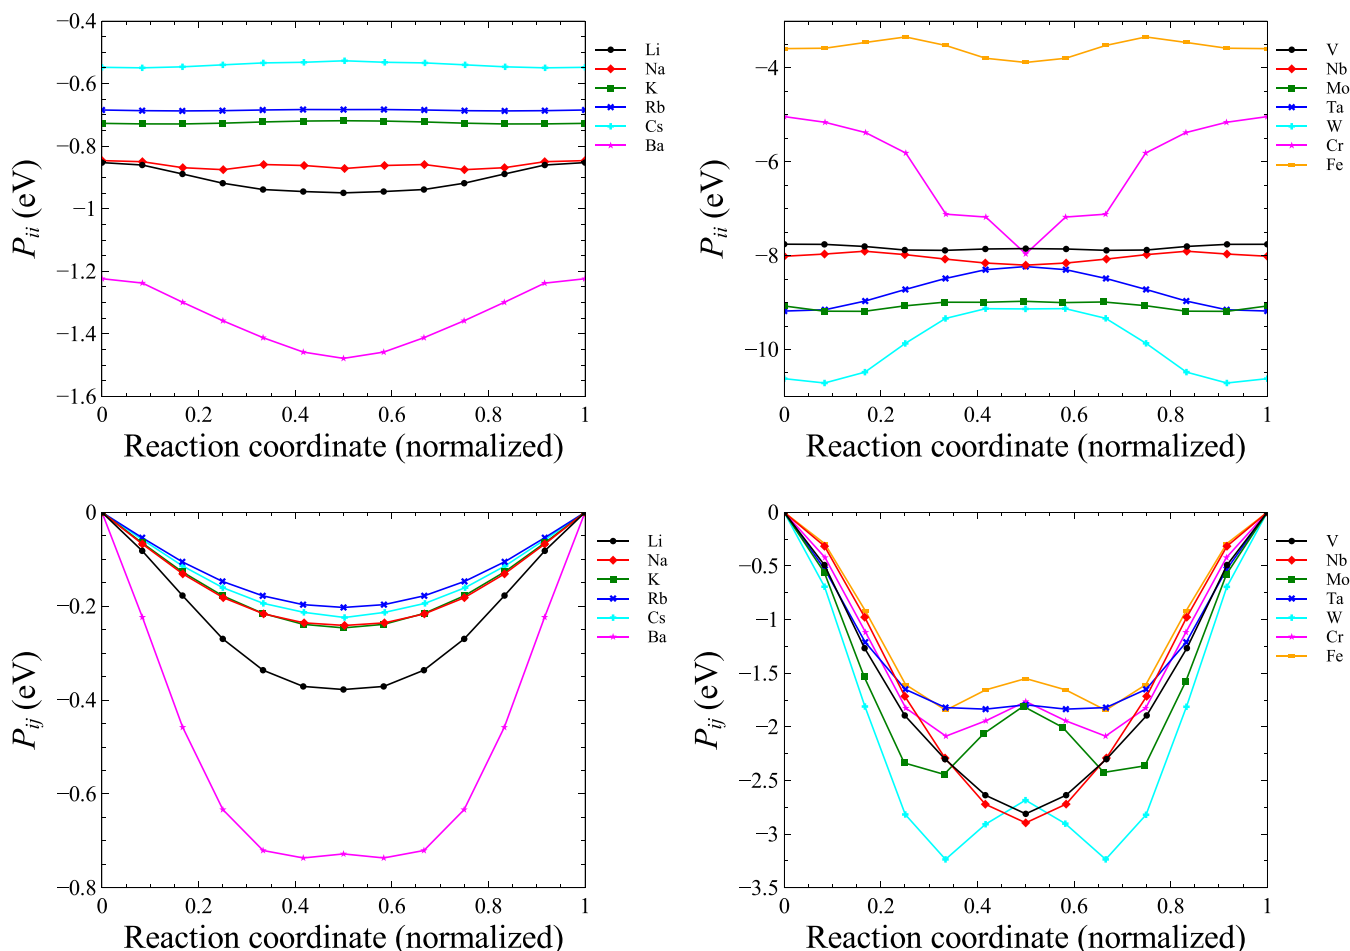 −0.4
−0.6
−0.8
−1
−1.2
−1.4
−1.6
P_ii (eV)
0 0.2 0.4 0.6 0.8 1
Reaction coordinate (normalized)
Li
Na
K
Rb
Cs
Ba
−4
−6
−8
−10
P_ii (eV)
0 0.2 0.4 0.6 0.8 1
Reaction coordinate (normalized)
V
Nb
Mo
Ta
W
Cr
Fe
0
−0.2
−0.4
−0.6
−0.8
P_ij (eV)
0 0.2 0.4 0.6 0.8 1
Reaction coordinate (normalized)
Li
Na
K
Rb
Cs
Ba
0
−0.5
−1
−1.5
−2
−2.5
−3
−3.5
P_ij (eV)
0 0.2 0.4 0.6 0.8 1
Reaction coordinate (normalized)
V
Nb
Mo
Ta
W
Cr
Fe